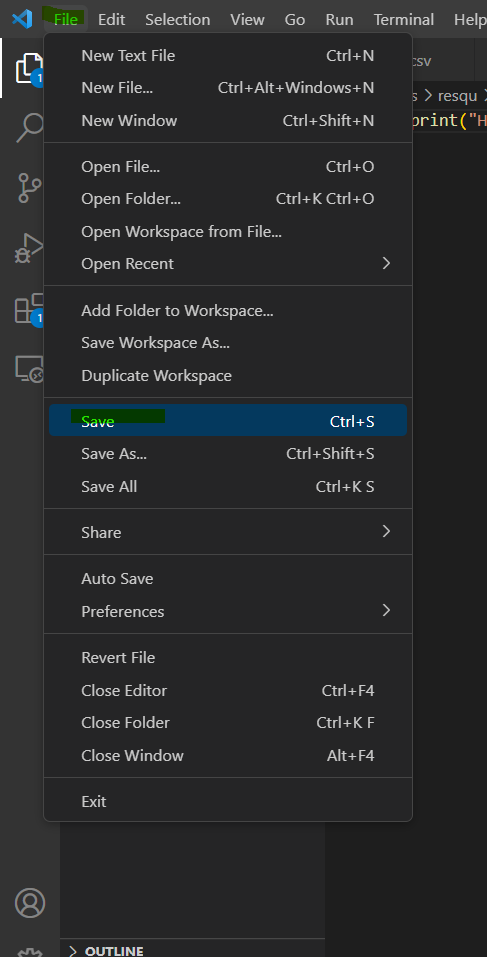 File Edit Selection View Go Run Terminal Help
csv
New Text File Ctrl+N
1
New File... Ctrl+Alt+Windows+N
s > resqu >
New Window Ctrl+Shift+N
print("H
Open File... Ctrl+O
Open Folder... Ctrl+K Ctrl+O
Open Workspace from File...
Open Recent >
Add Folder to Workspace...
1
Save Workspace As...
Duplicate Workspace
Save Ctrl+S
Save As... Ctrl+Shift+S
Save All Ctrl+K S
Share >
Auto Save
Preferences >
Revert File
Close Editor Ctrl+F4
Close Folder Ctrl+K F
Close Window Alt+F4
Exit
> OUTLINE